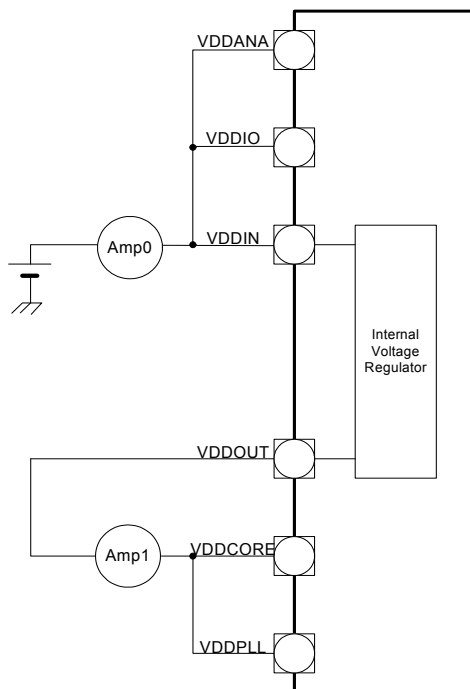 VDDANA
VDDIO
Amp0
VDDIN
Internal
Voltage
Regulator
VDDOUT
Amp1
VDDCORE
VDDPLL